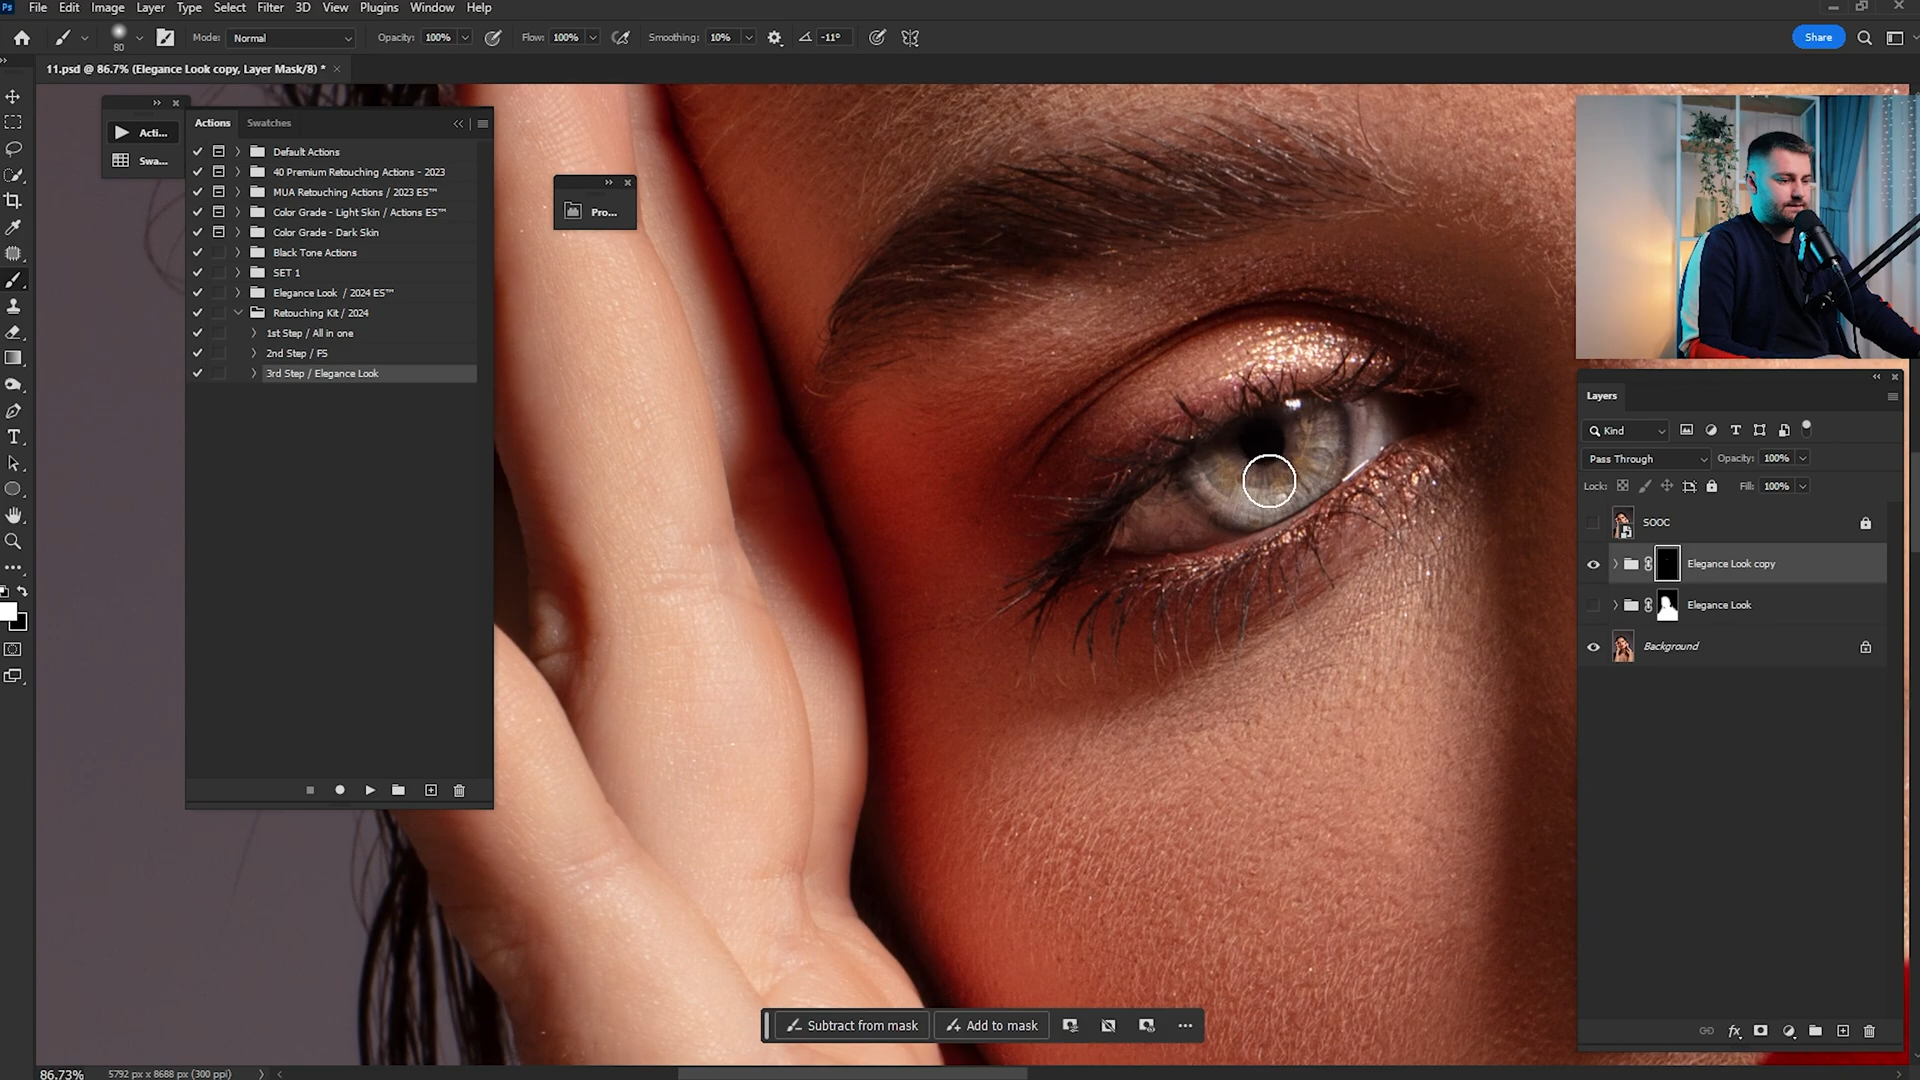 Ps File Edit Image Layer Type Select Filter 3D View Plugins Window Help
80 Mode: Normal Opacity: 100% Flow: 100% Smoothing: 10% -11° Share
11.psd @ 86.7% (Elegance Look copy, Layer Mask/8) * ×
Acti...
Swa...
Actions Swatches
Default Actions
40 Premium Retouching Actions - 2023
MUA Retouching Actions / 2023 ES™
Color Grade - Light Skin / Actions ES™
Color Grade - Dark Skin
Black Tone Actions
SET 1
Elegance Look / 2024 ES™
Retouching Kit / 2024
1st Step / All in one
2nd Step / FS
3rd Step / Elegance Look
Pro...
Layers
Kind
Pass Through Opacity: 100%
Lock: Fill: 100%
SOOC
Elegance Look copy
Elegance Look
Background
Subtract from mask Add to mask
86.73% 5792 px x 8688 px (300 ppi)